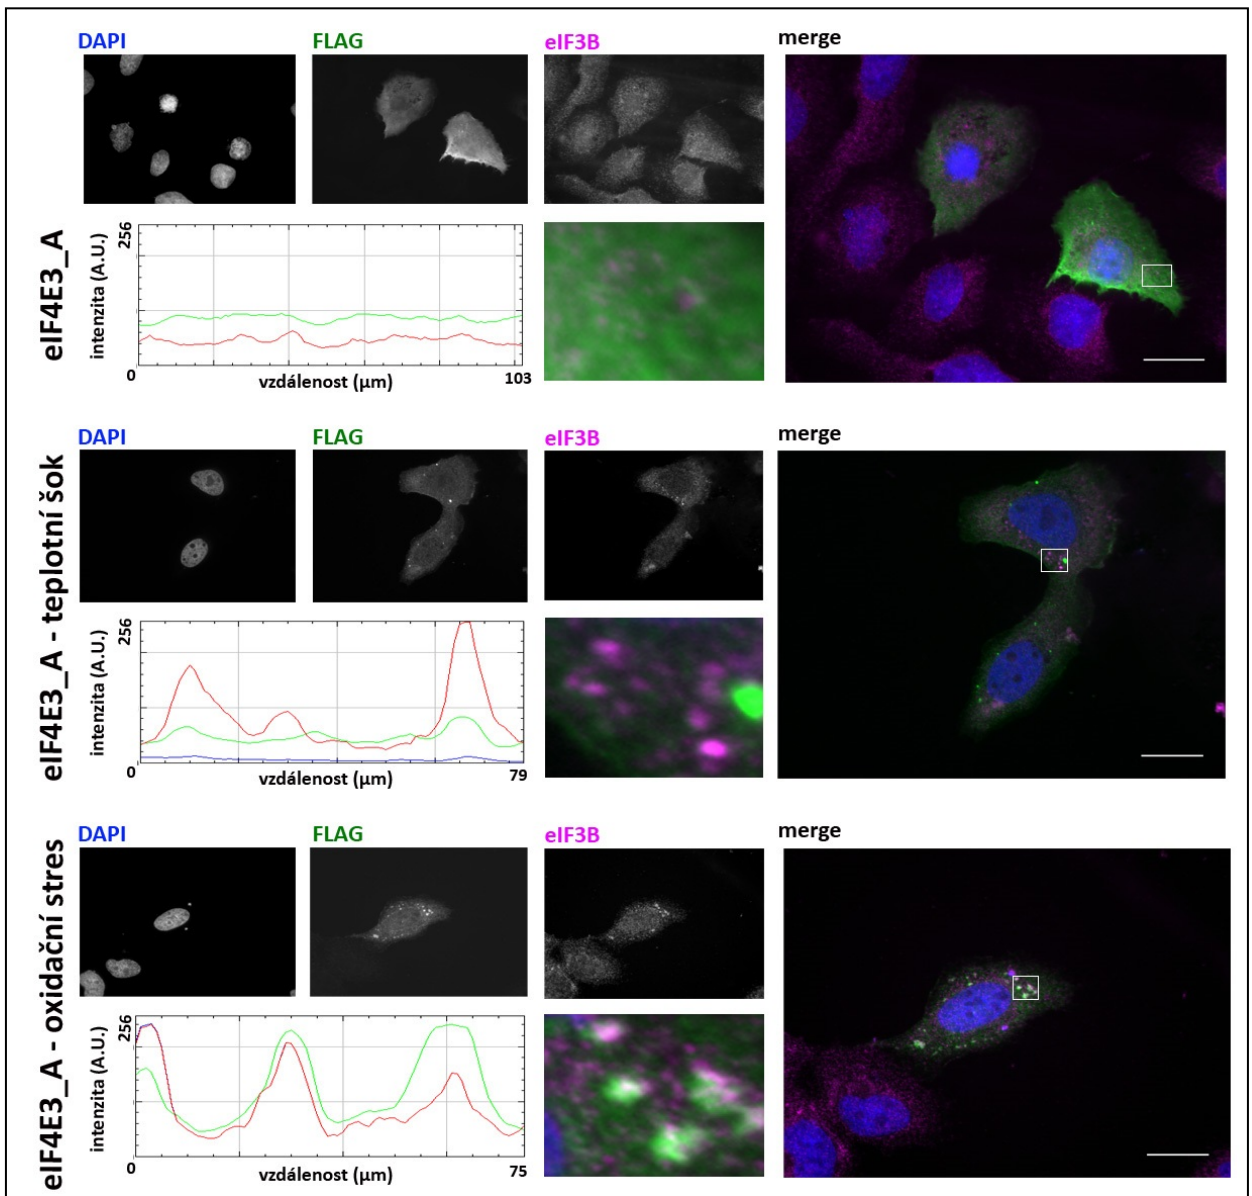 DAPI FLAG eIF3B merge
eIF4E3_A
256
intenzita (A.U.)
0 103
vzdálenost (µm)
DAPI FLAG eIF3B merge
eIF4E3_A - teplotní šok
256
intenzita (A.U.)
0 79
vzdálenost (µm)
DAPI FLAG eIF3B merge
eIF4E3_A - oxidační stres
256
intenzita (A.U.)
0 75
vzdálenost (µm)